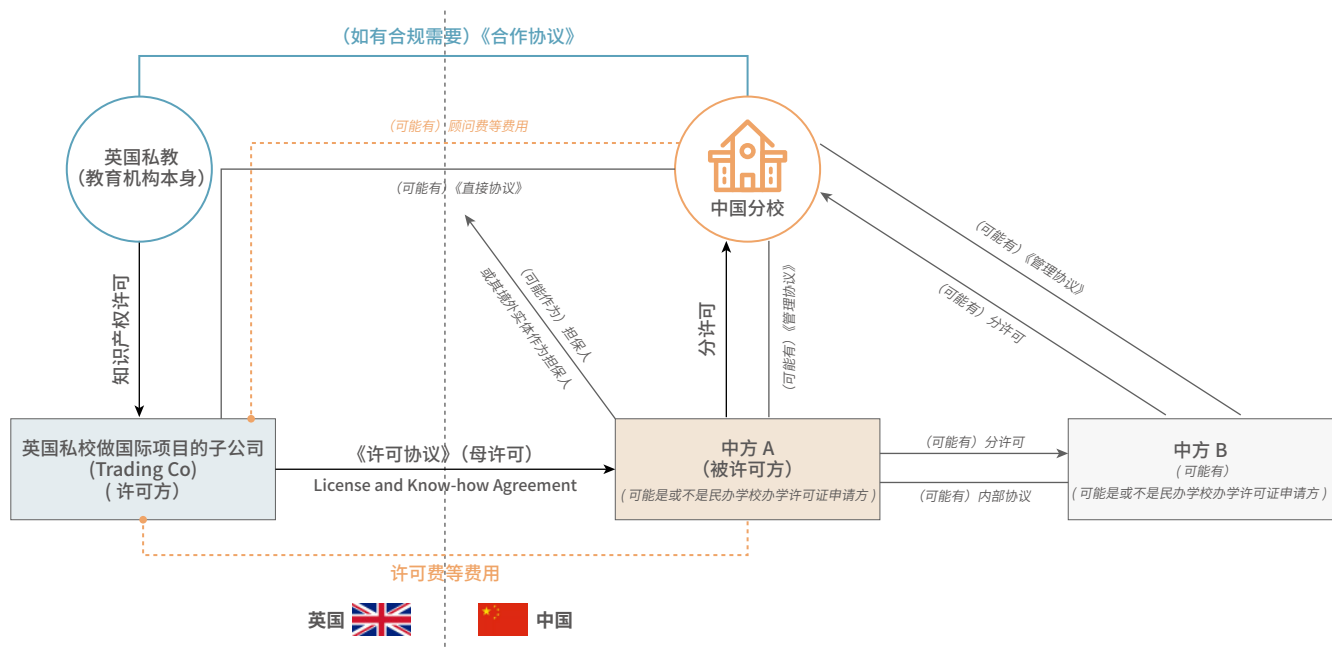 （如有合规需要）《合作协议》
（可能有）顾问费等费用
英国私教
（教育机构本身）
中国分校
（可能有）《直接协议》
（可能有）《管理协议》
（可能有）分许可
（可能作为）担保人
或其境外实体作为担保人
知识产权许可
分许可
（可能有）《管理协议》
英国私校做国际项目的子公司
(Trading Co)
( 许可方）
《许可协议》（母许可）
License and Know-how Agreement
中方 A
（被许可方）
( 可能是或不是民办学校办学许可证申请方 )
（可能有）分许可
（可能有）内部协议
中方 B
( 可能有)
( 可能是或不是民办学校办学许可证申请方 )
许可费等费用
英国
中国